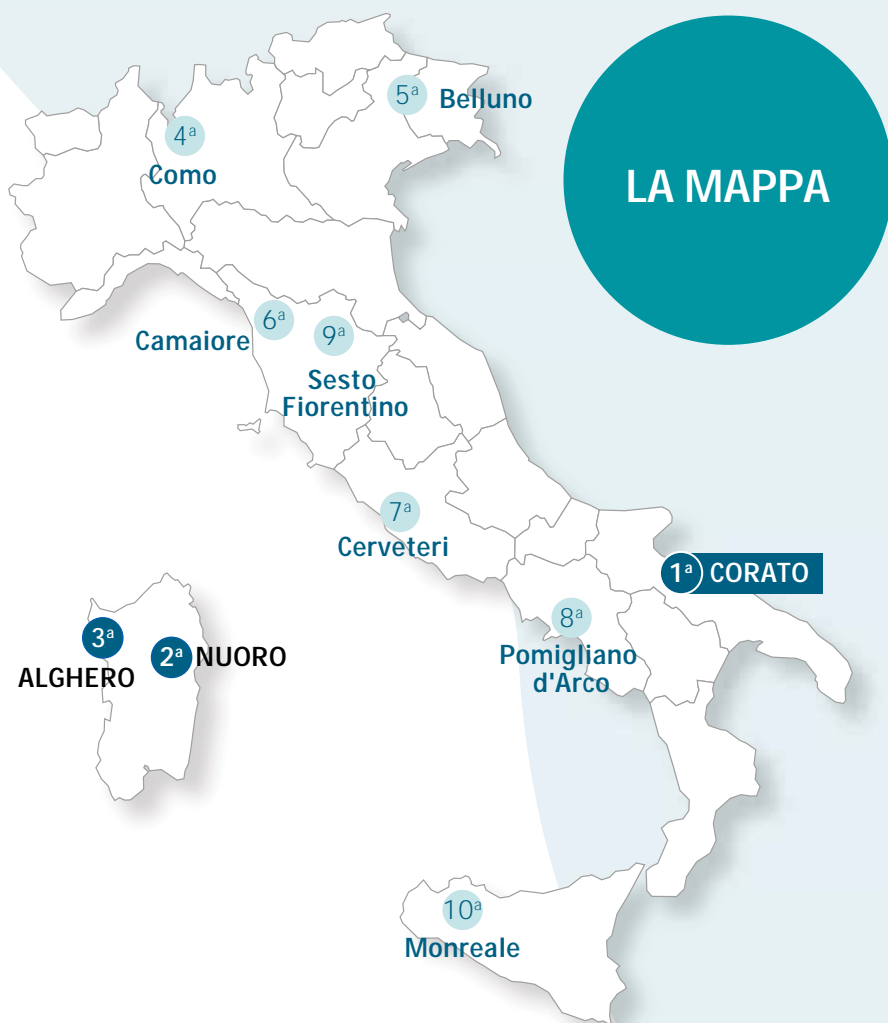 5ª Belluno
4ª
Como
LA MAPPA
6ª
Camaiore
9ª
Sesto
Fiorentino
7ª
Cerveteri
1ª CORATO
8ª
Pomigliano
d'Arco
3ª
ALGHERO
2ª NUORO
10ª
Monreale